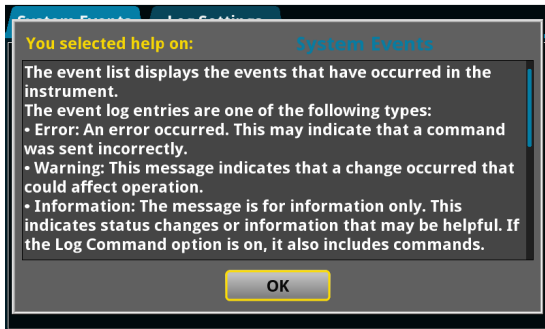 System Events Log Settings
You selected help on: System Events
The event list displays the events that have occurred in the
instrument.
The event log entries are one of the following types:
• Error: An error occurred. This may indicate that a command
was sent incorrectly.
• Warning: This message indicates that a change occurred that
could affect operation.
• Information: The message is for information only. This
indicates status changes or information that may be helpful. If
the Log Command option is on, it also includes commands.
OK